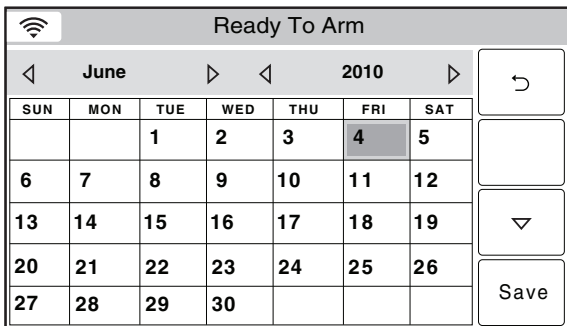 Ready To Arm
June 2010
SUN MON TUE WED THU FRI SAT
1 2 3 4 5
6 7 8 9 10 11 12
13 14 15 16 17 18 19
20 21 22 23 24 25 26
27 28 29 30
Save